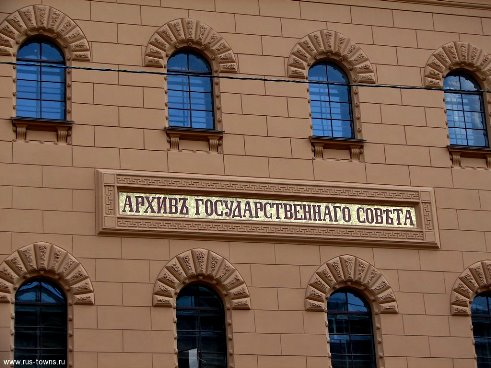 АРХИВЪ ГОСУДАРСТВЕННАГО СОВѢТА
www.rus-towns.ru